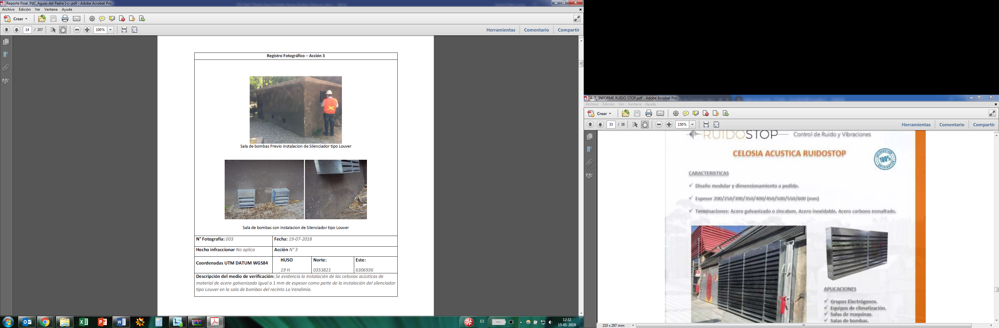 Reporte Final_PdC_Aguas del Padre I-c-.pdf - Adobe Acrobat Pro
Archivo Edición Ver Ventana Ayuda
Crear
14 / 207 100% Herramientas Comentario Compartir
Registro Fotográfico – Acción 3
Sala de bombas Previo instalacion de Silenciador tipo Louver
Sala de bombas con instalacion de Silenciador tipo Louver
N° Fotografía: 003 Fecha: 19-07-2018
Hecho infraccionar No aplica Acción N° 3
Coordenadas UTM DATUM WGS84 HUSO Norte: Este:
19 H 0353821 6306936
Descripción del medio de verificación: Se evidencia la instalación de las celosías acústicas de
material de acero galvanizado igual a 1 mm de espesor como parte de la instalación del silenciador
tipo Louver en la sala de bombas del recinto La Vendimia.
ES
12:32
15-01-2019
A-7_ INFORME RUIDO STOP.pdf - Adobe Acrobat Pro
Archivo Edición Ver Ventana Ayuda
Crear
33 / 38 150% Herramientas Comentario Compartir
RUIDOSTOP Control de Ruido y Vibraciones
CELOSIA ACUSTICA RUIDOSTOP
SATISFACTION
100%
SATISFACTION
CARACTERISTICAS
✓ Diseño modular y dimensionamiento a pedido.
✓ Espesor 200/250/300/350/400/450/500/550/600 (mm)
✓ Terminaciones: Acero galvanizado o zincalum, Acero inoxidable, Acero carbono esmaltado.
APLICACIONES
✓ Grupos Electrógenos.
✓ Equipos de climatización.
✓ Salas de maquinas.
✓ Salas de bombas.
210 x 297 mm